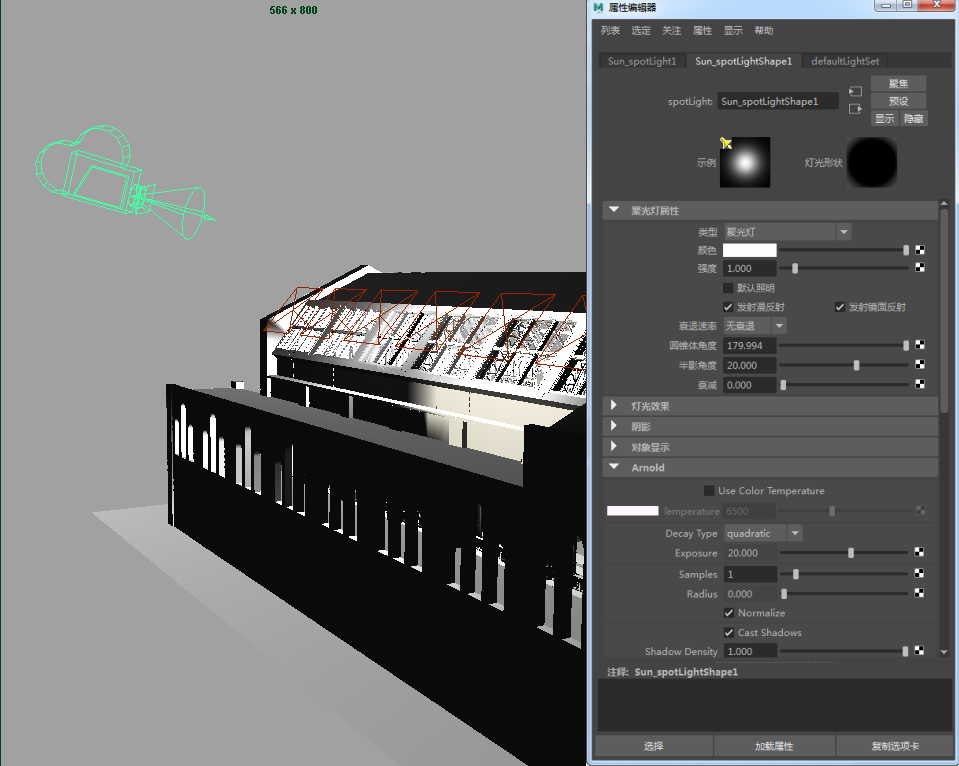 566 x 800
属性编辑器
列表 选定 关注 属性 显示 帮助
Sun_spotLight1 Sun_spotLightShape1 defaultLightSet
聚焦
spotLight: Sun_spotLightShape1
预设
显示 隐藏
示例 灯光形状
聚光灯属性
类型 聚光灯
颜色
强度 1.000
默认照明
发射漫反射 发射镜面反射
衰退速率 无衰退
圆锥体角度 179.994
半影角度 20.000
衰减 0.000
灯光效果
阴影
对象显示
Arnold
Use Color Temperature
Temperature 6500
Decay Type quadratic
Exposure 20.000
Samples 1
Radius 0.000
Normalize
Cast Shadows
Shadow Density 1.000
注释: Sun_spotLightShape1
选择 加载属性 复制选项卡